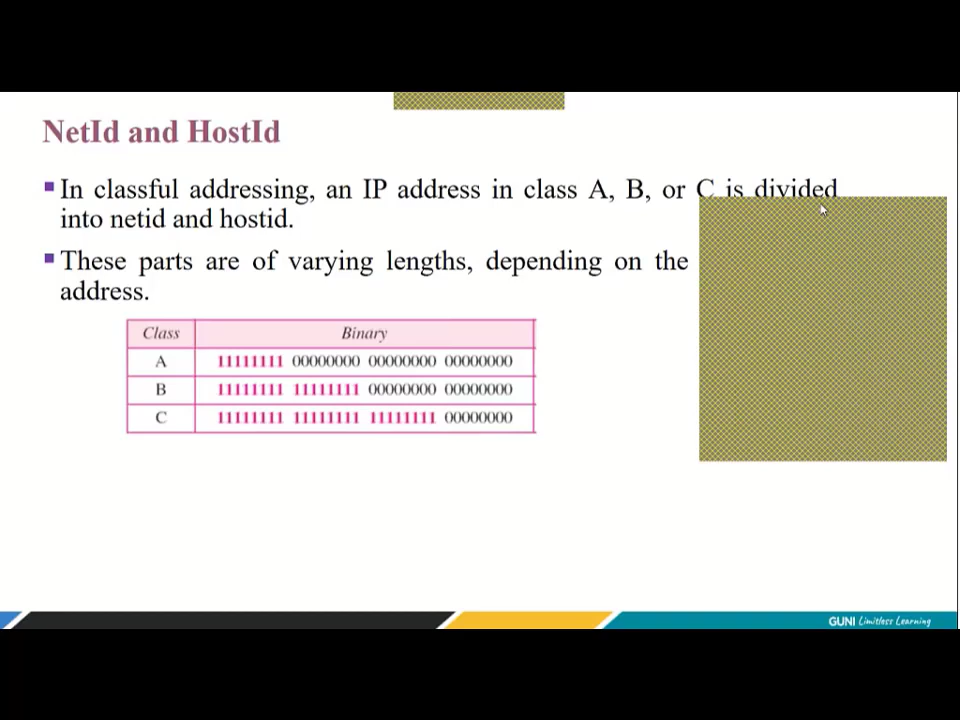 NetId and HostId
In classful addressing, an IP address in class A, B, or C is divided
into netid and hostid.
These parts are of varying lengths, depending on the
address.
Class Binary
A 11111111 00000000 00000000 00000000
B 11111111 11111111 00000000 00000000
C 11111111 11111111 11111111 00000000
GUNI Limitless Learning